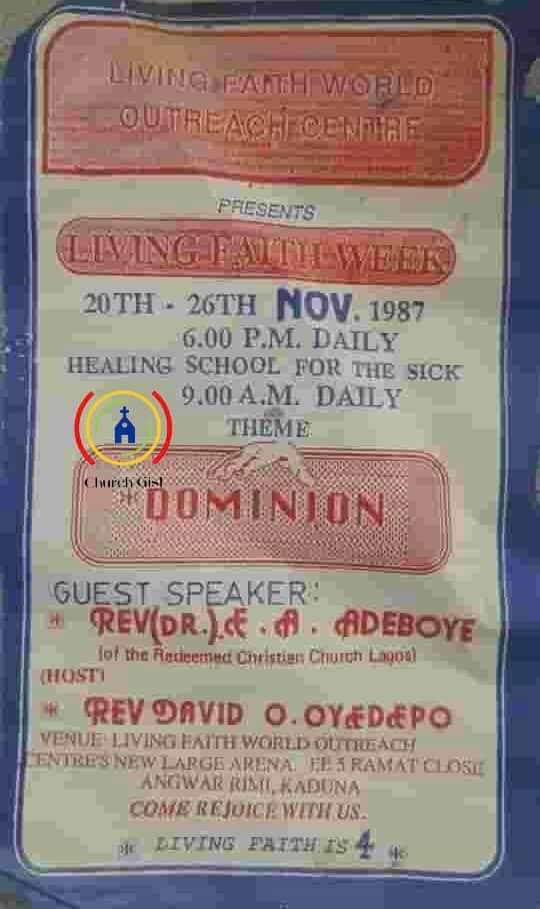 LIVING FAITH WORLD
OUTREACH CENTRE
PRESENTS
LIVING FAITH WEEK
20TH - 26TH NOV. 1987
6.00 P.M. DAILY
HEALING SCHOOL FOR THE SICK
9.00 A.M. DAILY
THEME
Church Gist
* DOMINION
GUEST SPEAKER:
* REV(DR.). E. A. ADEBOYE
(of the Redeemed Christian Church Lagos)
(HOST)
* REV DAVID O. OYEDEPO
VENUE: LIVING FAITH WORLD OUTREACH
CENTRE'S NEW LARGE ARENA. EE 5 RAMAT CLOSE
ANGWAR RIMI, KADUNA
COME REJOICE WITH US.
* LIVING FAITH IS 4 *